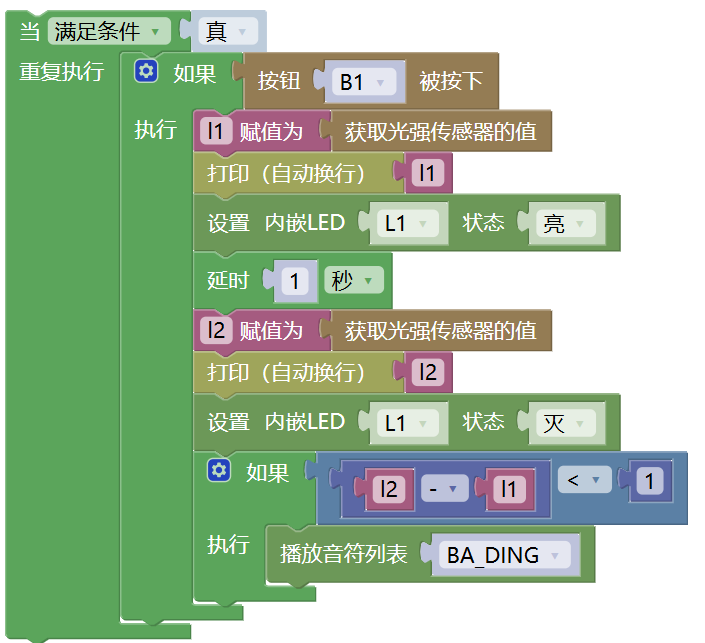 当 满足条件 真
重复执行 如果 按钮 B1 被按下
执行 l1 赋值为 获取光强传感器的值
打印（自动换行） l1
设置 内嵌LED L1 状态 亮
延时 1 秒
l2 赋值为 获取光强传感器的值
打印（自动换行） l2
设置 内嵌LED L1 状态 灭
如果 l2 - l1 < 1
执行 播放音符列表 BA_DING